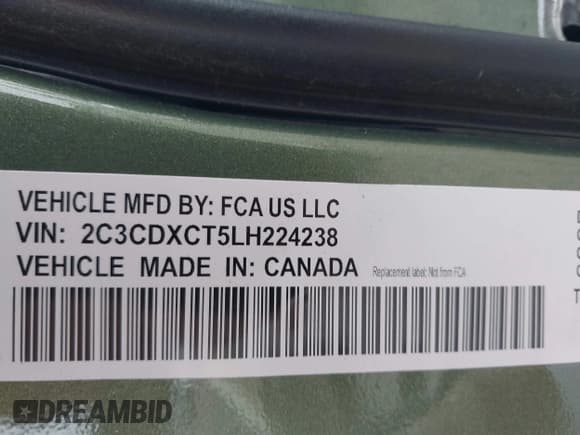 VEHICLE MFD BY: FCA US LLC
VIN: 2C3CDXCT5LH224238
VEHICLE MADE IN: CANADA
Replacement label: Not from FCA
DREAMBID